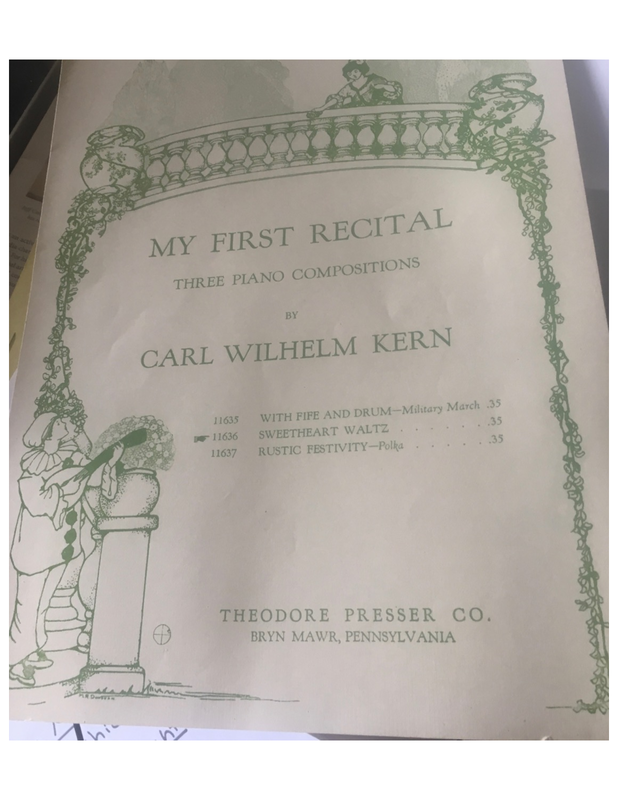 MY FIRST RECITAL
THREE PIANO COMPOSITIONS
BY
CARL WILHELM KERN
11635 WITH FIFE AND DRUM—Military March .35
☛ 11636 SWEETHEART WALTZ . . . . . . . .35
11637 RUSTIC FESTIVITY—Polka . . . . . .35
THEODORE PRESSER CO.
BRYN MAWR, PENNSYLVANIA